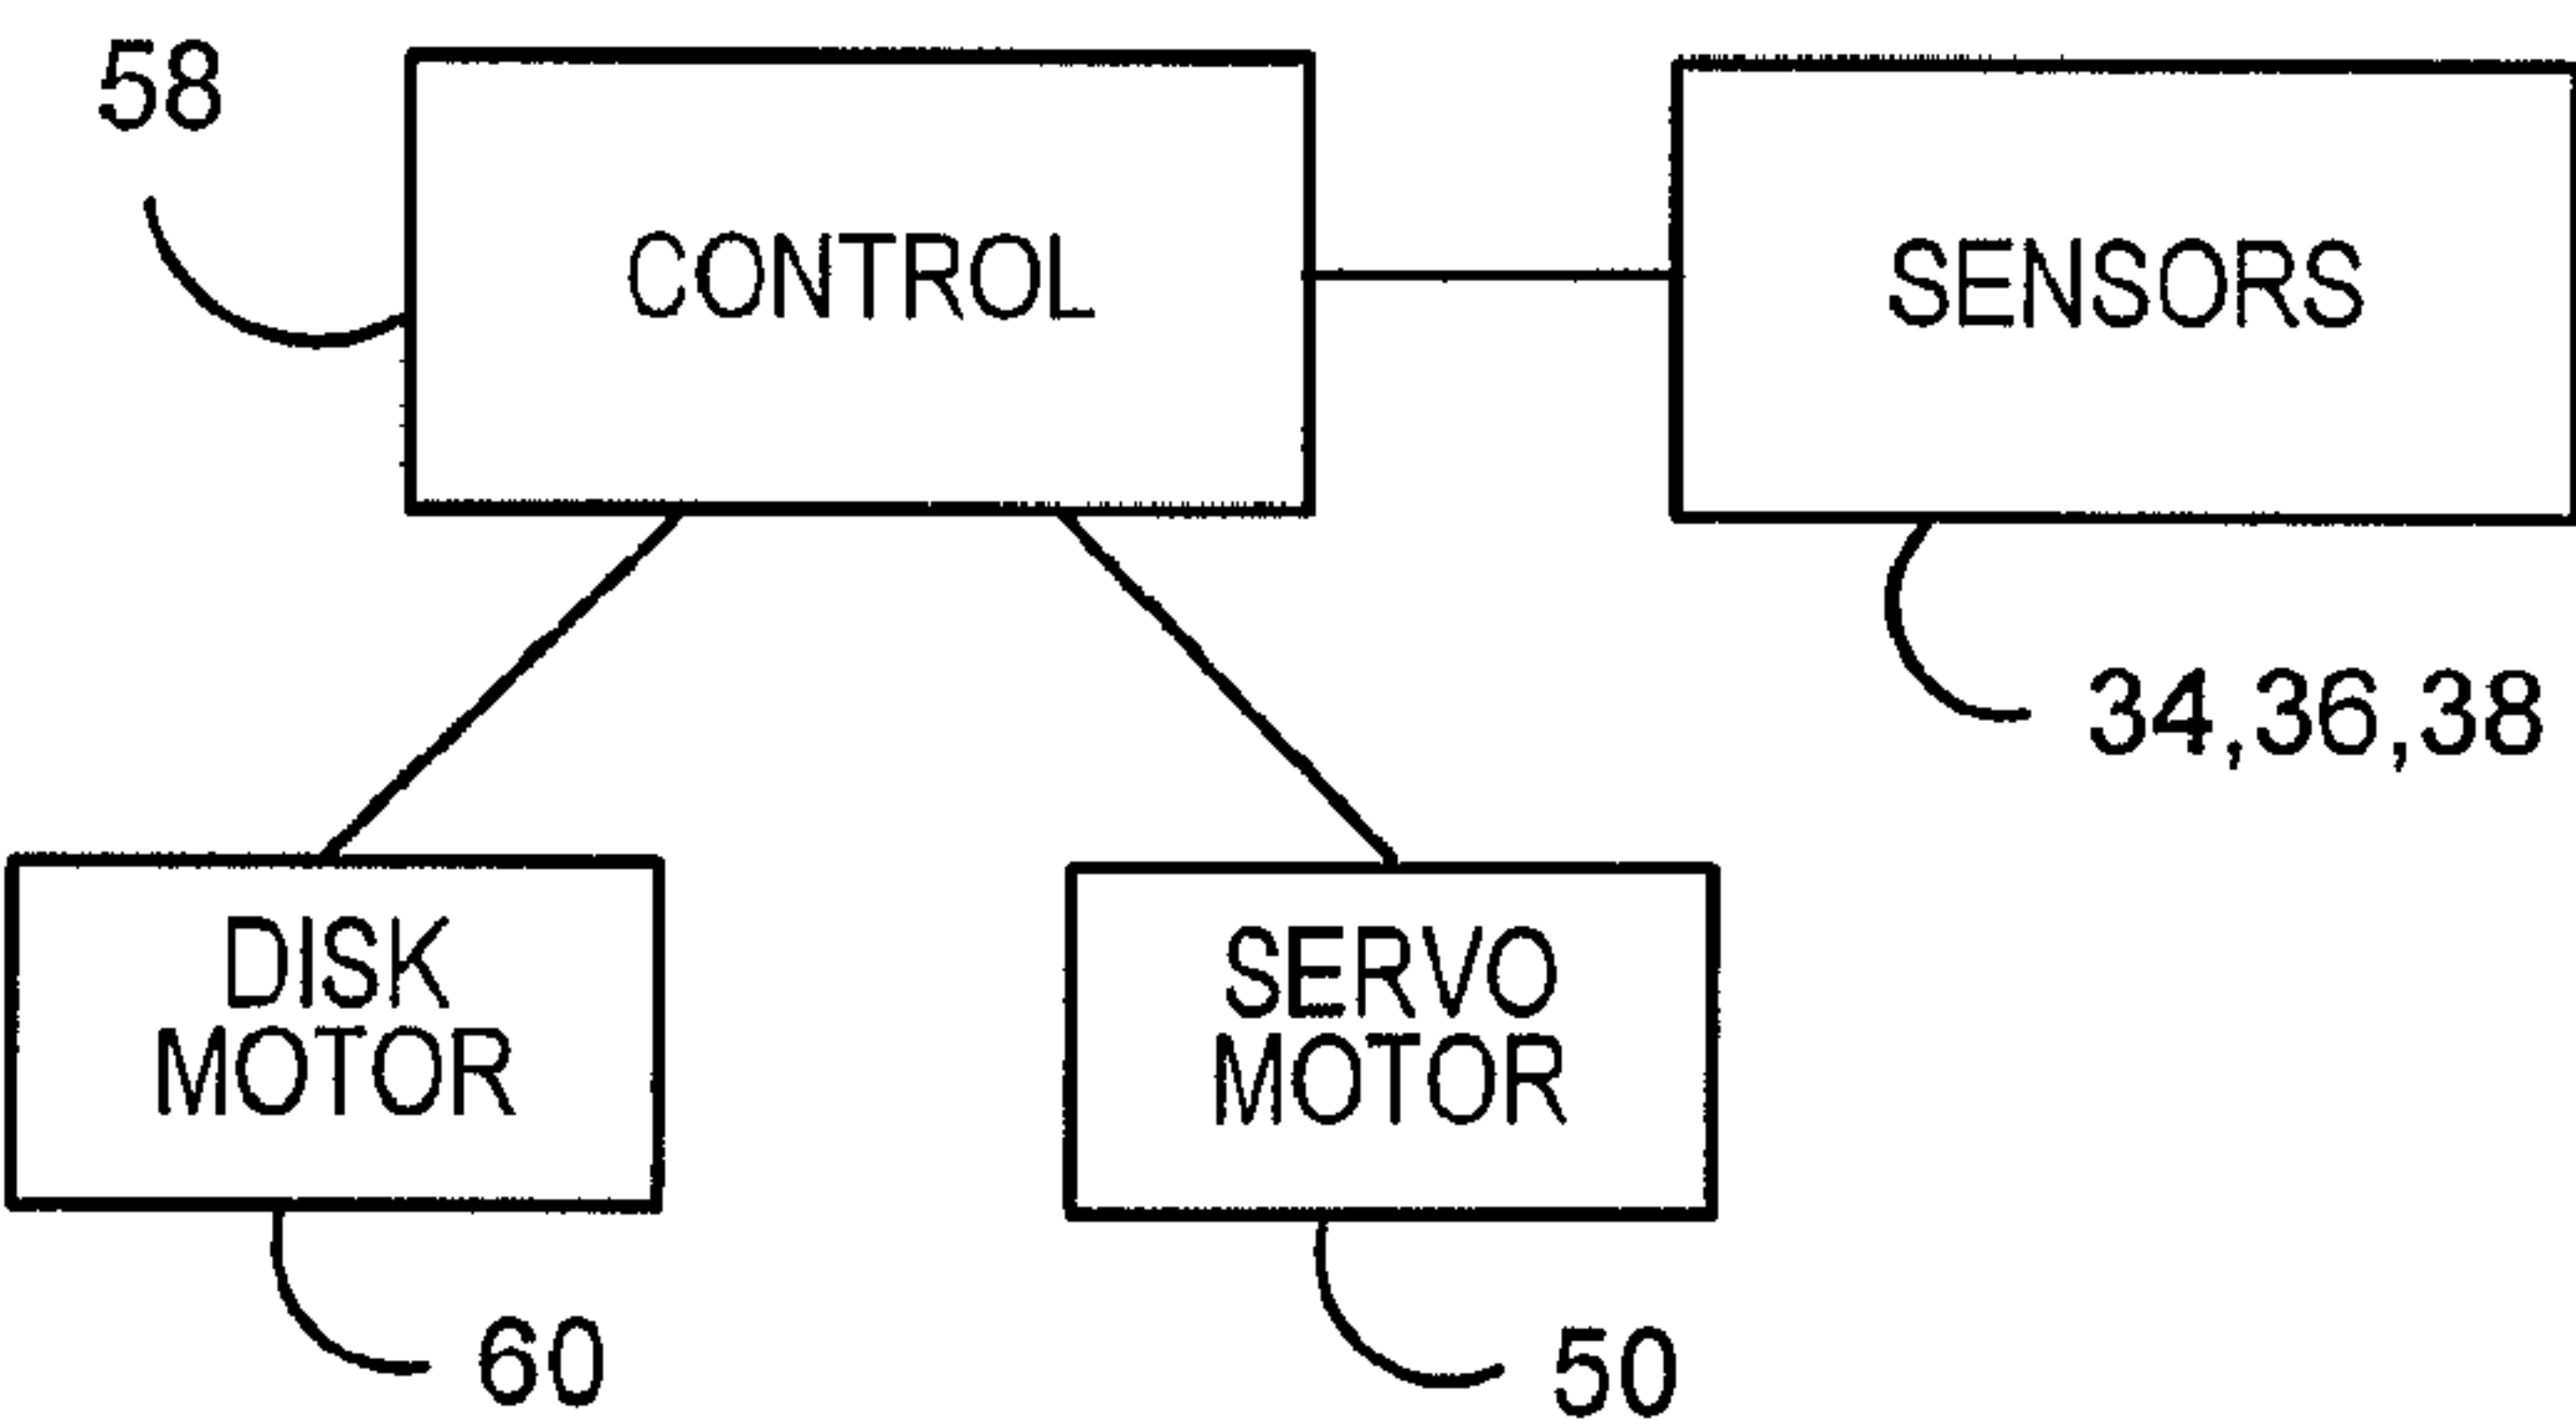 58
CONTROL
SENSORS
34,36,38
DISK
MOTOR
SERVO
MOTOR
60
50